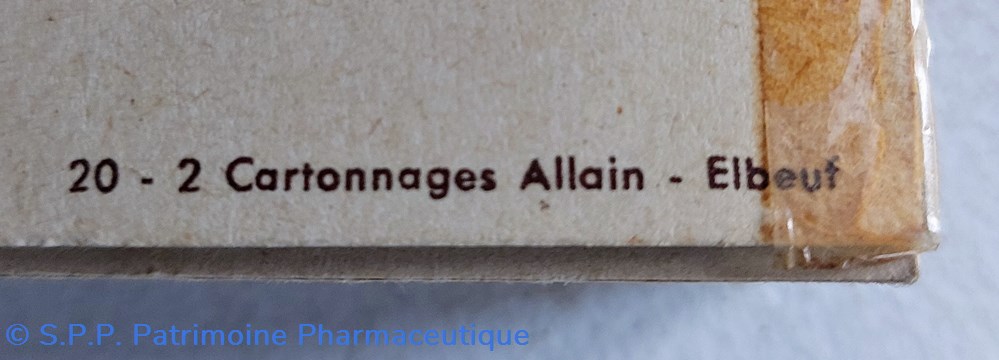 20 - 2 Cartonnages Allain - Elbeuf
© S.P.P. Patrimoine Pharmaceutique